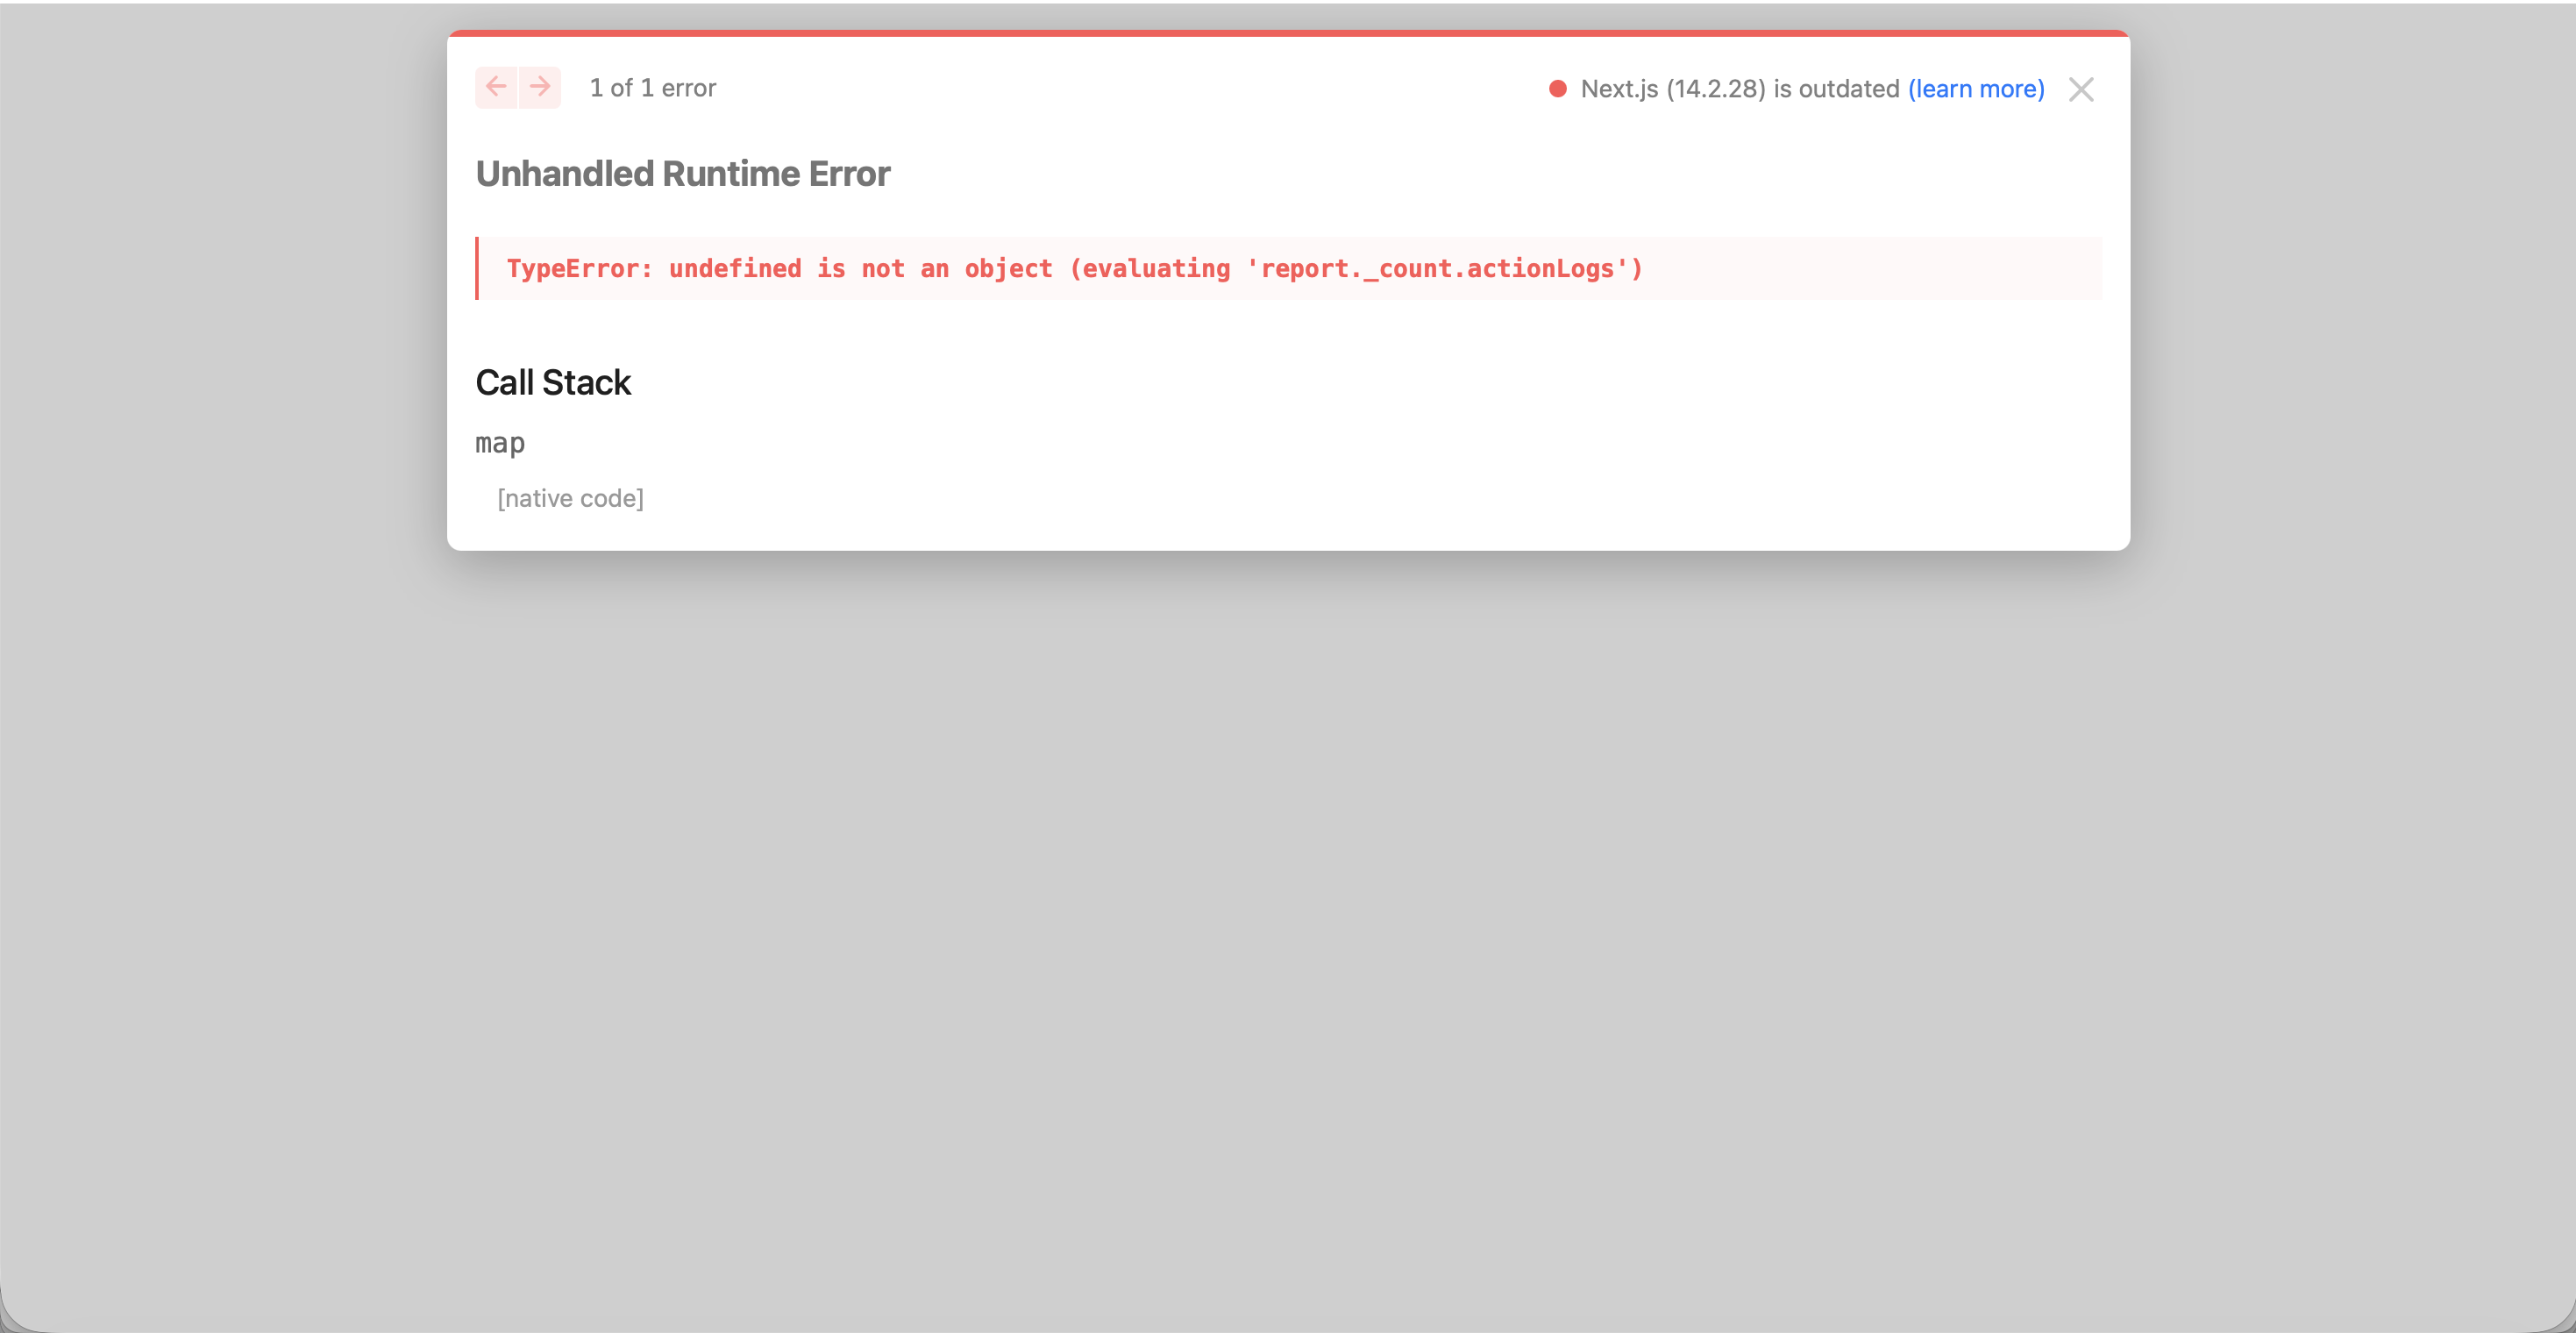 1 of 1 error
Next.js (14.2.28) is outdated (learn more)
Unhandled Runtime Error
TypeError: undefined is not an object (evaluating 'report._count.actionLogs')
Call Stack
map
[native code]